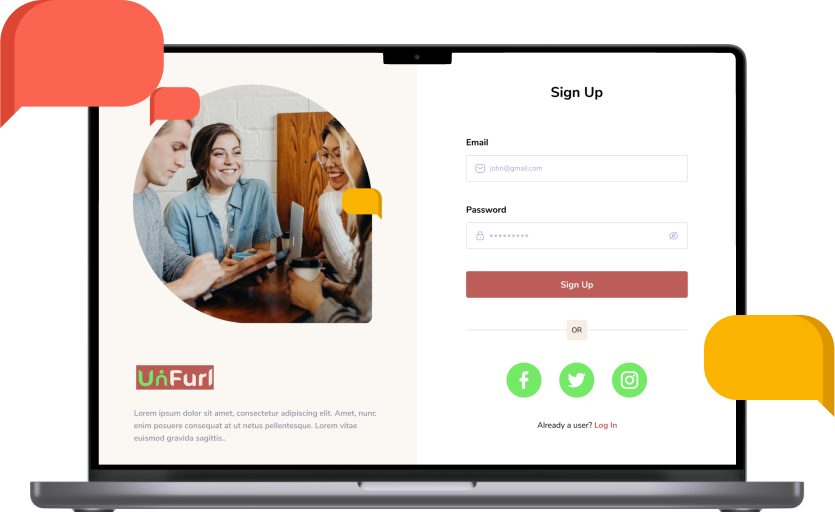 Sign Up
Email
john@gmail.com
Password
Sign Up
OR
Already a user? Log In
UnFurl
Lorem ipsum dolor sit amet, consectetur adipiscing elit. Amet, nunc
enim posuere consequat at ut netus pellentesque. Lorem vitae
euismod gravida sagittis..